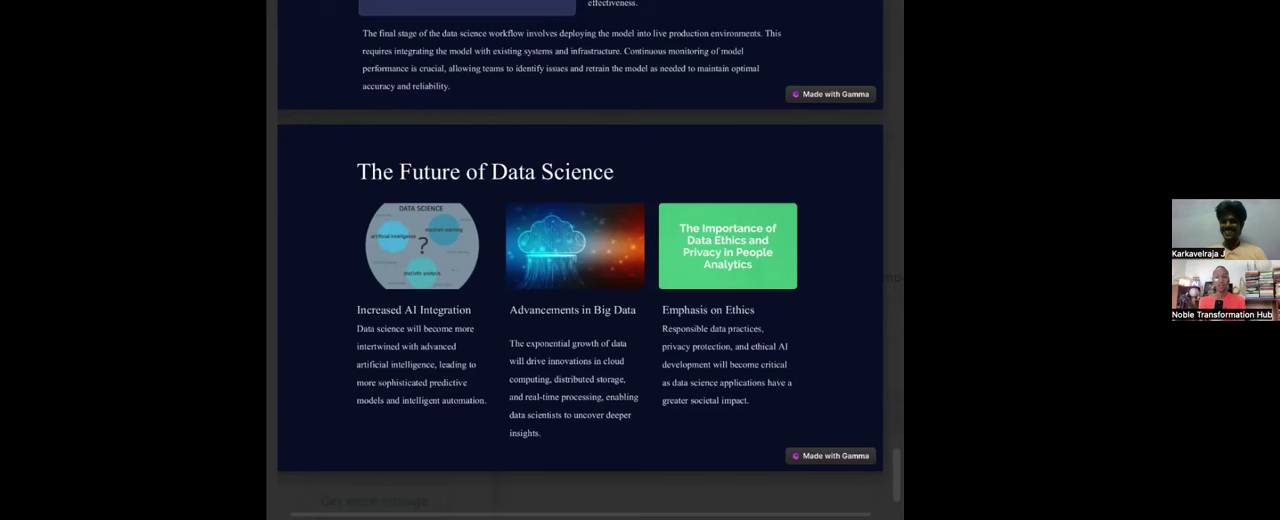 effectiveness.
The final stage of the data science workflow involves deploying the model into live production environments. This
requires integrating the model with existing systems and infrastructure. Continuous monitoring of model
performance is crucial, allowing teams to identify issues and retrain the model as needed to maintain optimal
accuracy and reliability.
Made with Gamma
The Future of Data Science
DATA SCIENCE
artificial intelligence
machine learning
?
statistic analysis
The Importance of
Data Ethics and
Privacy in People
Analytics
Increased AI Integration
Data science will become more
intertwined with advanced
artificial intelligence, leading to
more sophisticated predictive
models and intelligent automation.
Advancements in Big Data
The exponential growth of data
will drive innovations in cloud
computing, distributed storage,
and real-time processing, enabling
data scientists to uncover deeper
insights.
Emphasis on Ethics
Responsible data practices,
privacy protection, and ethical AI
development will become critical
as data science applications have a
greater societal impact.
Made with Gamma
Karkavelraja J
Noble Transformation Hub